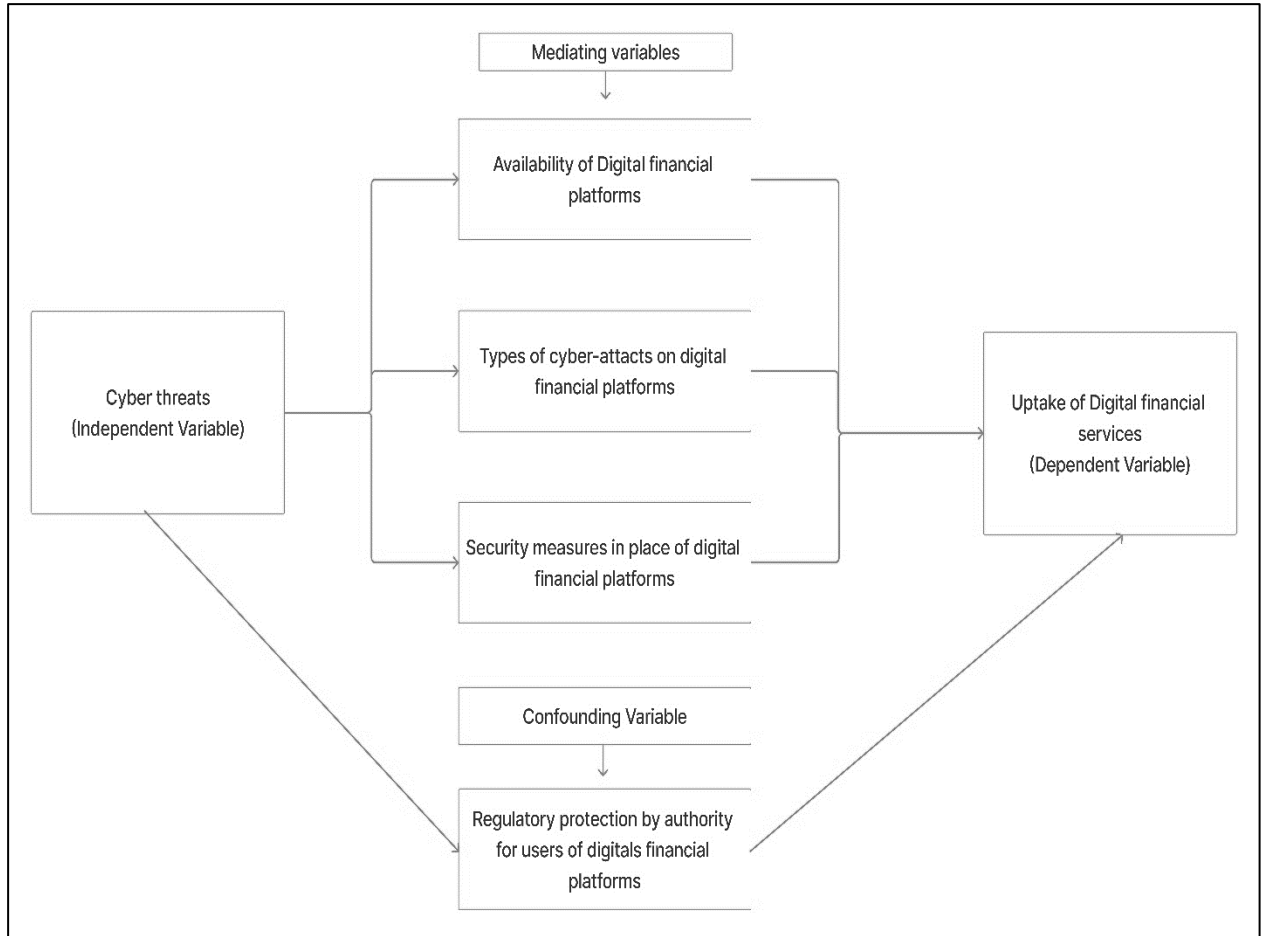 Mediating variables
Availability of Digital financial
platforms
Types of cyber-attacts on digital
financial platforms
Cyber threats
(Independent Variable)
Uptake of Digital financial
services
(Dependent Variable)
Security measures in place of digital
financial platforms
Confounding Variable
Regulatory protection by authority
for users of digitals financial
platforms